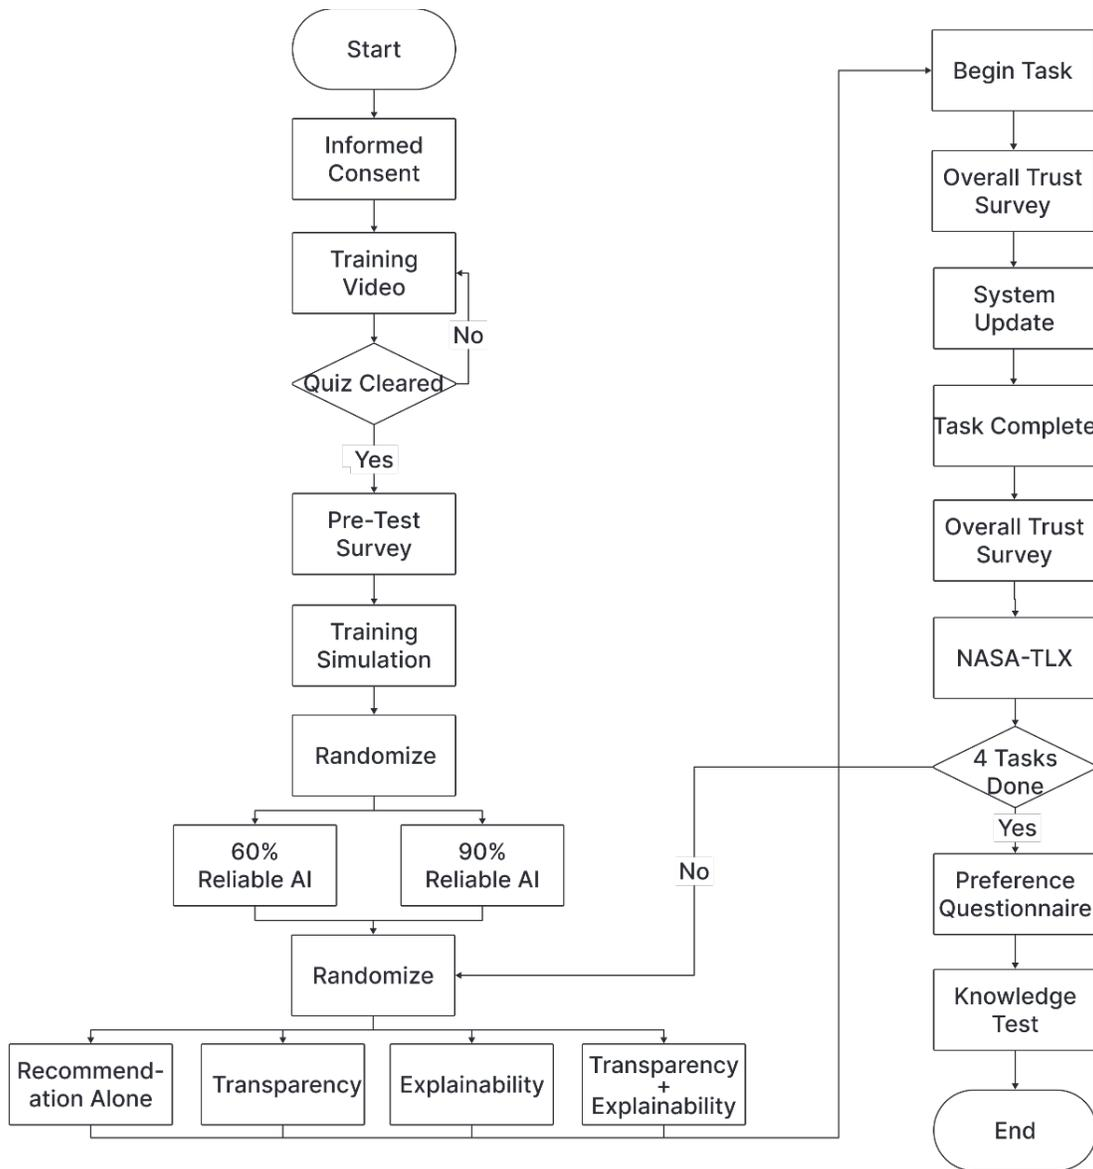 Start
Informed
Consent
Training
Video
No
Quiz Cleared
Yes
Pre-Test
Survey
Training
Simulation
Randomize
60%
Reliable AI
90%
Reliable AI
Randomize
Recommend-
ation Alone
Transparency
Explainability
Transparency
+
Explainability
Begin Task
Overall Trust
Survey
System
Update
Task Complete
Overall Trust
Survey
NASA-TLX
4 Tasks
Done
No
Yes
Preference
Questionnaire
Knowledge
Test
End